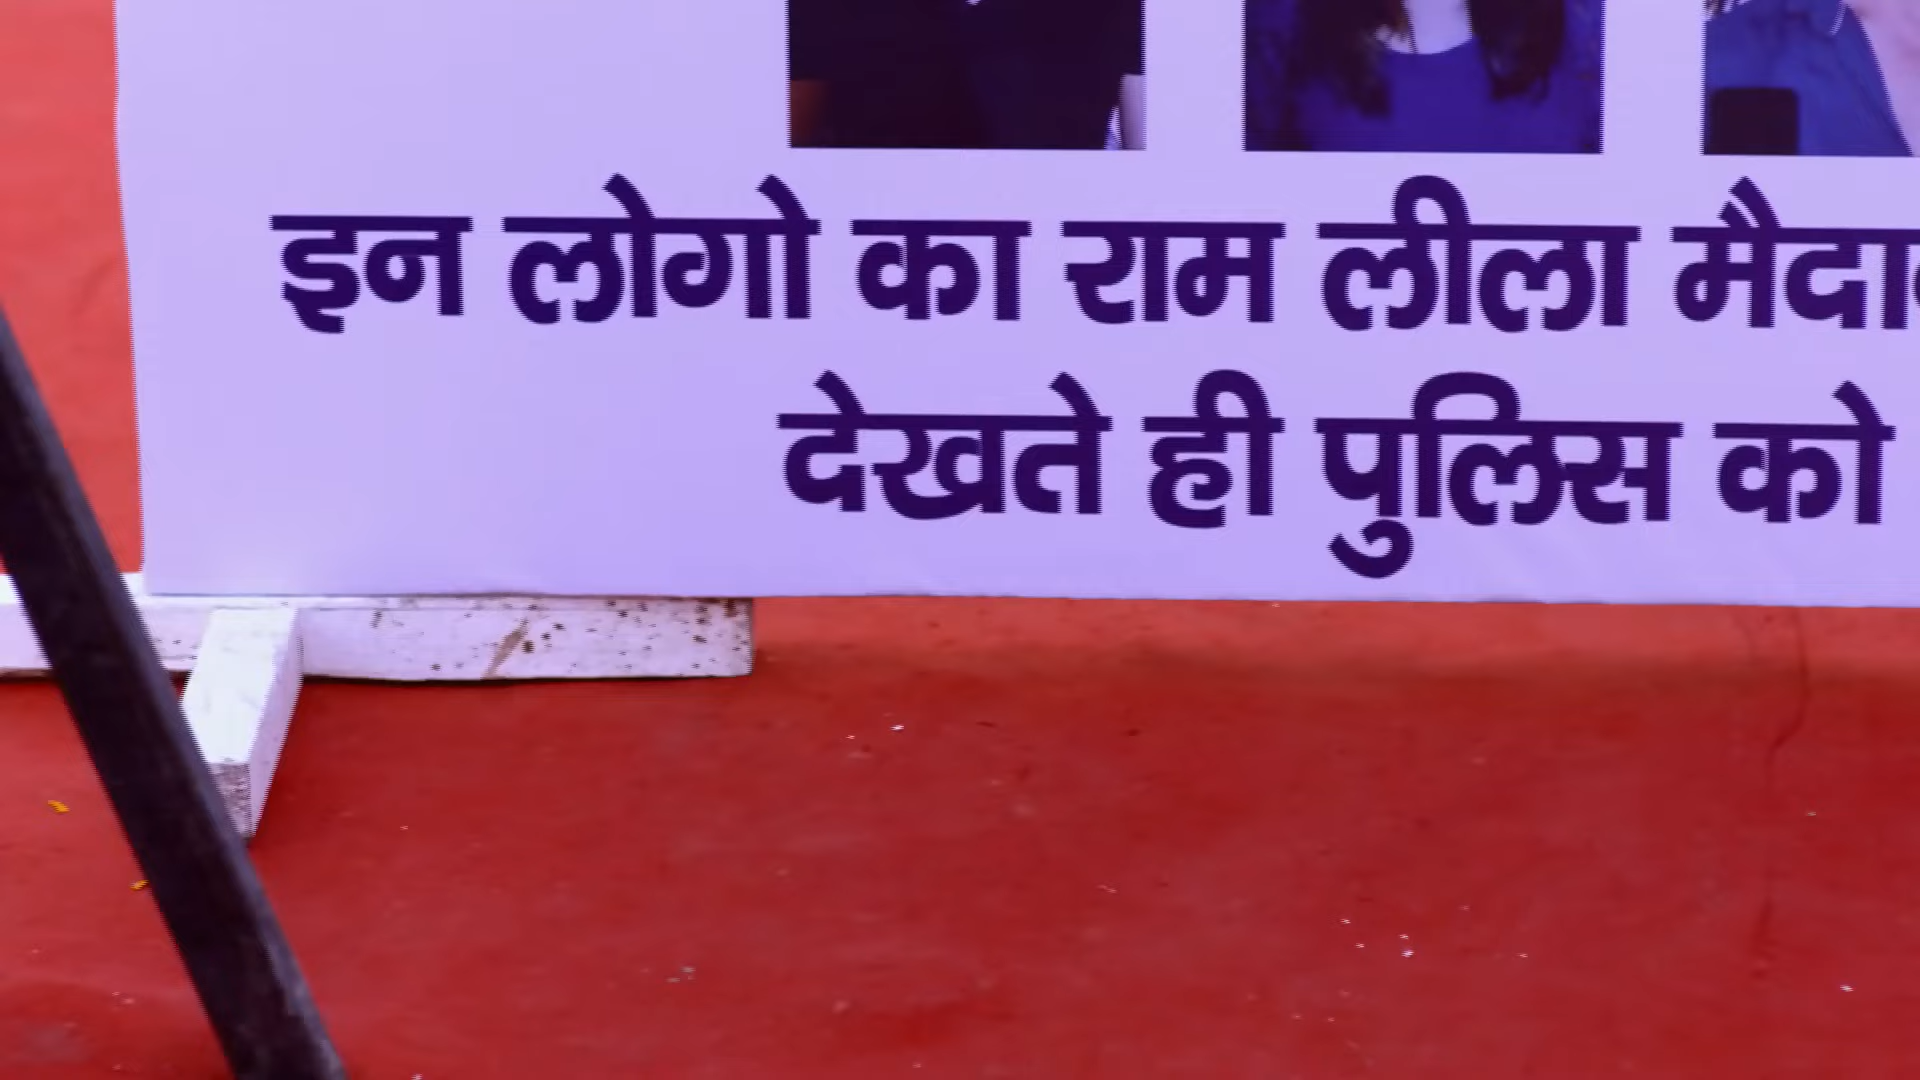 इन लोगो का राम लीला
देखते ही पुलिस को